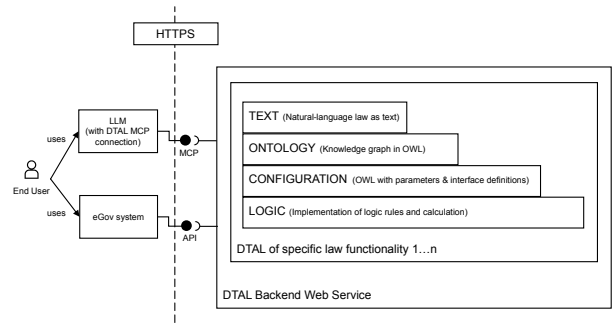 HTTPS
LLM
(with DTAL MCP
connection)
uses
MCP
End User
uses
eGov system
API
TEXT (Natural-language law as text)
ONTOLOGY (Knowledge graph in OWL)
CONFIGURATION (OWL with parameters & interface definitions)
LOGIC (Implementation of logic rules and calculation)
DTAL of specific law functionality 1…n
DTAL Backend Web Service